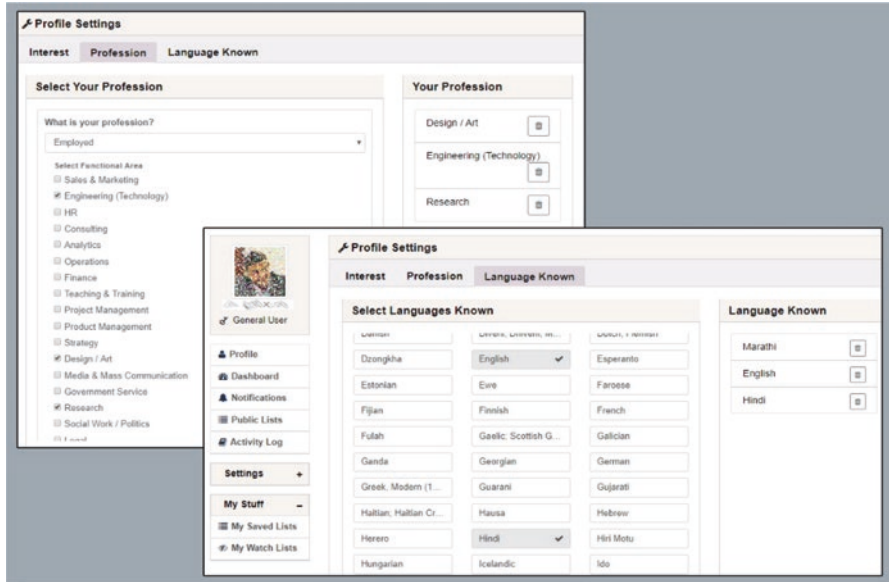 Profile Settings
Interest Profession Language Known
Select Your Profession
What is your profession?
Employed
Select Functional Area
Sales & Marketing
Engineering (Technology)
HR
Consulting
Analytics
Operations
Finance
Teaching & Training
Project Management
Product Management
Strategy
Design / Art
Media & Mass Communication
Government Service
Research
Social Work / Politics
Legal
Your Profession
Design / Art
Engineering (Technology)
Research
General User
Profile
Dashboard
Notifications
Public Lists
Activity Log
Settings +
My Stuff –
My Saved Lists
My Watch Lists
Profile Settings
Interest Profession Language Known
Select Languages Known
Danish
Dzongkha English Esperanto
Estonian Ewe Faroese
Fijian Finnish French
Fulah Gaelic; Scottish G... Galician
Ganda Georgian German
Greek, Modern (1... Guarani Gujarati
Haitian; Haitian Cr... Hausa Hebrew
Herero Hindi Hiri Motu
Hungarian Icelandic Ido
Language Known
Marathi
English
Hindi